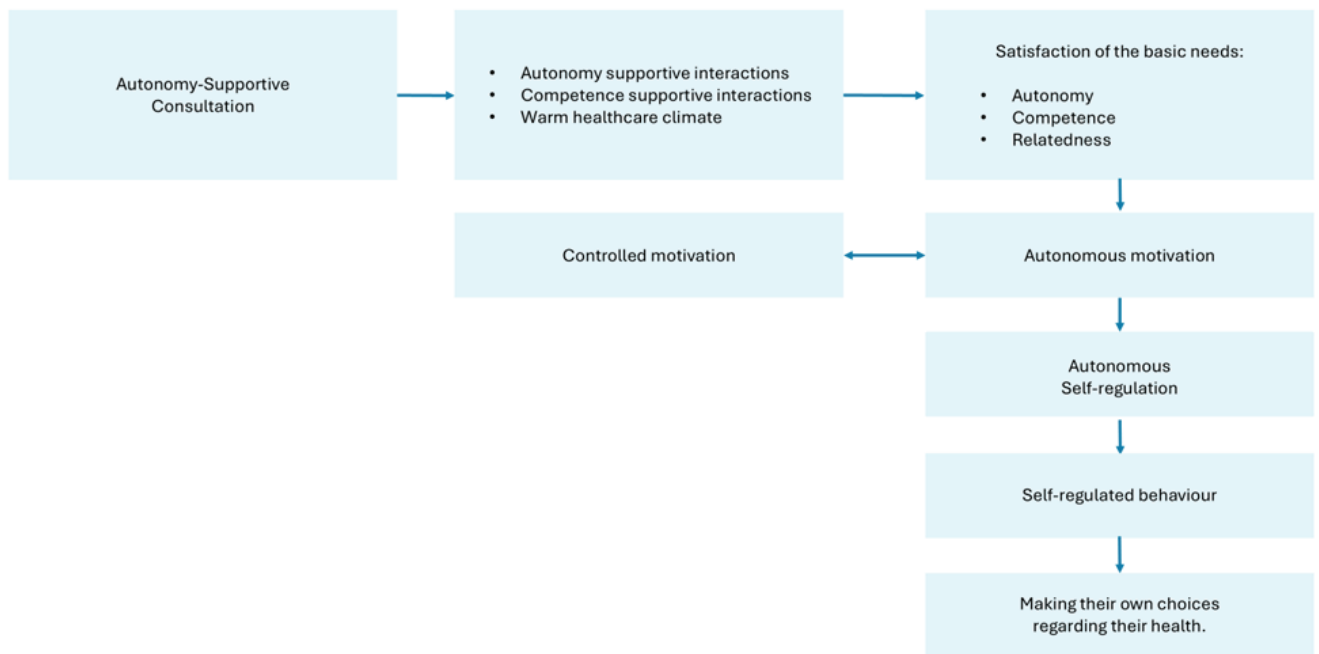 Autonomy-Supportive
Consultation
• Autonomy supportive interactions
• Competence supportive interactions
• Warm healthcare climate
Satisfaction of the basic needs:
• Autonomy
• Competence
• Relatedness
Controlled motivation
Autonomous motivation
Autonomous
Self-regulation
Self-regulated behaviour
Making their own choices
regarding their health.